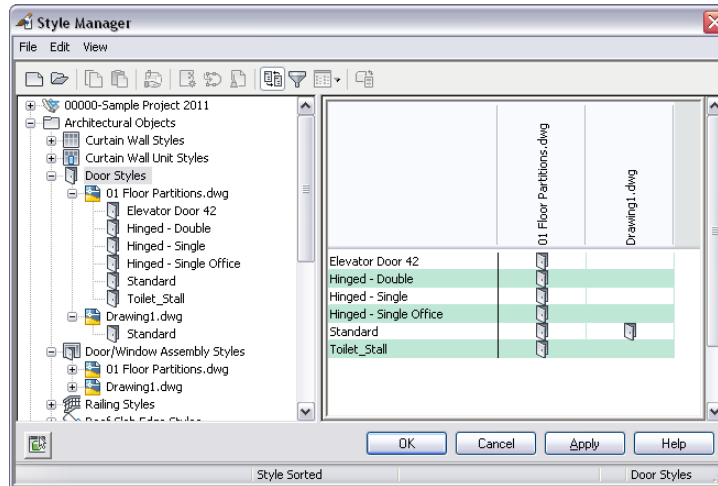 Style Manager
File Edit View
00000-Sample Project 2011
Architectural Objects
Curtain Wall Styles
Curtain Wall Unit Styles
Door Styles
01 Floor Partitions.dwg
Elevator Door 42
Hinged - Double
Hinged - Single
Hinged - Single Office
Standard
Toilet_Stall
Drawing1.dwg
Standard
Door/Window Assembly Styles
01 Floor Partitions.dwg
Drawing1.dwg
Railing Styles
Roof Slab Edge Styles
01 Floor Partitions.dwg
Drawing1.dwg
Elevator Door 42
Hinged - Double
Hinged - Single
Hinged - Single Office
Standard
Toilet_Stall
OK Cancel Apply Help
Style Sorted Door Styles